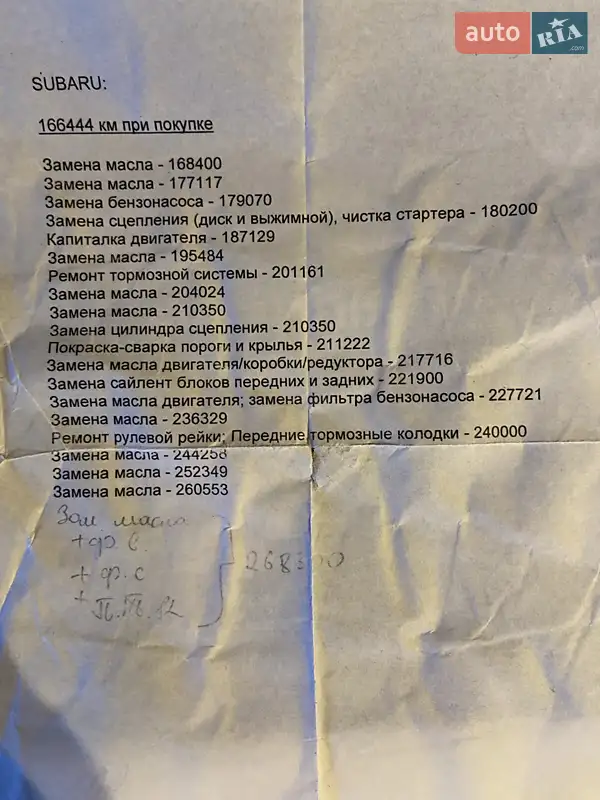 auto RIA .com
SUBARU:
166444 км при покупке
Замена масла - 168400
Замена масла - 177117
Замена бензонасоса - 179070
Замена сцепления (диск и выжимной), чистка стартера - 180200
Капиталка двигателя - 187129
Замена масла - 195484
Ремонт тормозной системы - 201161
Замена масла - 204024
Замена масла - 210350
Замена цилиндра сцепления - 210350
Покраска-сварка пороги и крылья - 211222
Замена масла двигателя/коробки/редуктора - 217716
Замена сайлент блоков передних и задних - 221900
Замена масла двигателя; замена фильтра бензонасоса - 227721
Замена масла - 236329
Ремонт рулевой рейки; Передние тормозные колодки - 240000
Замена масла - 244258
Замена масла - 252349
Замена масла - 260553
Зам масла
+ф. в.
+ ф. с
+ П.Т.К